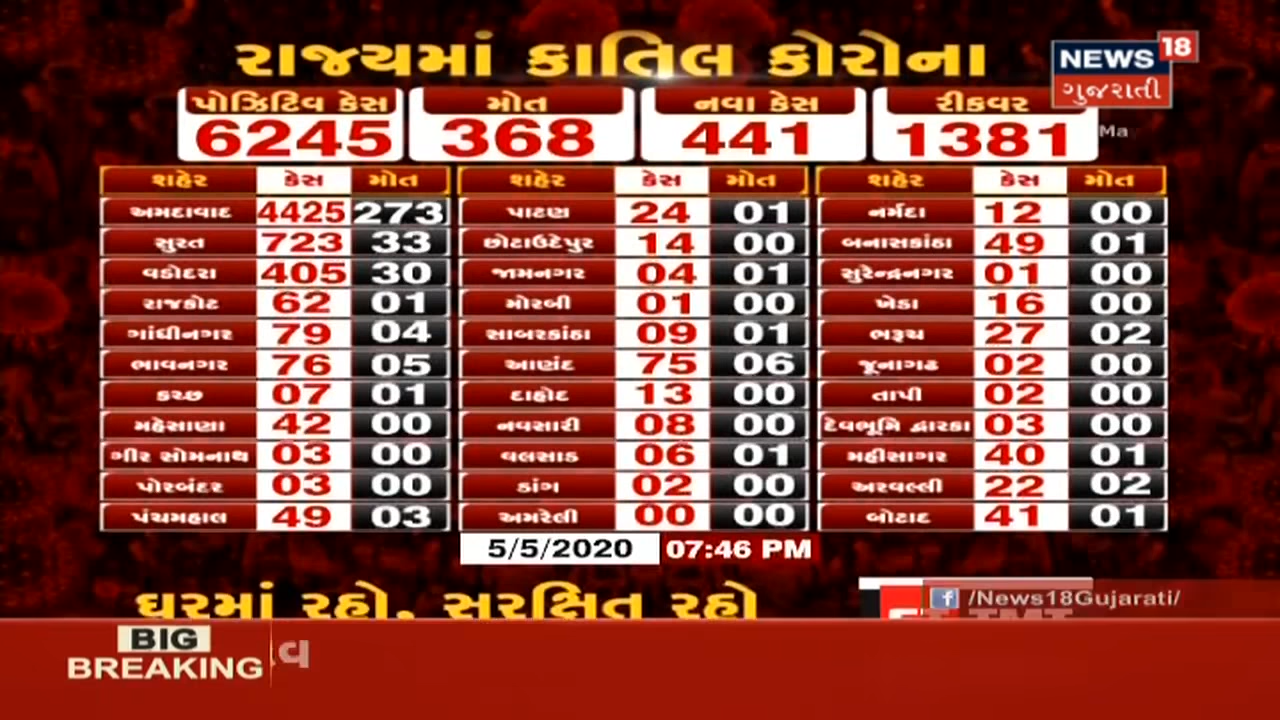 રાજ્યમાં કાતિલ કોરોના
NEWS 18
ગુજરાતી
પોઝિટિવ કેસ મોત નવા કેસ રીકવર
6245 368 441 1381
Ma
શહેર કેસ મોત શહેર કેસ મોત શહેર કેસ મોત
અમદાવાદ 4425 273 પાટણ 24 01 નર્મદા 12 00
સુરત 723 33 છોટાઉદેપુર 14 00 બનાસકાંઠા 49 01
વડોદરા 405 30 જામનગર 04 01 સુરેન્દ્રનગર 01 00
રાજકોટ 62 01 મોરબી 01 00 ખેડા 16 00
ગાંધીનગર 79 04 સાબરકાંઠા 09 01 ભરૂચ 27 02
ભાવનગર 76 05 આણંદ 75 06 જૂનાગઢ 02 00
કચ્છ 07 01 દાહોદ 13 00 તાપી 02 00
મહેસાણા 42 00 નવસારી 08 00 દેવભૂમિ દ્વારકા 03 00
ગીર સોમનાથ 03 00 વલસાડ 06 01 મહીસાગર 40 01
પોરબંદર 03 00 ડાંગ 02 00 અરવલ્લી 22 02
પંચમહાલ 49 03 અમરેલી 00 00 બોટાદ 41 01
5/5/2020 07:46 PM
ઘરમાં રહો, સુરક્ષિત રહો
/News18Gujarati/
BIG
BREAKING